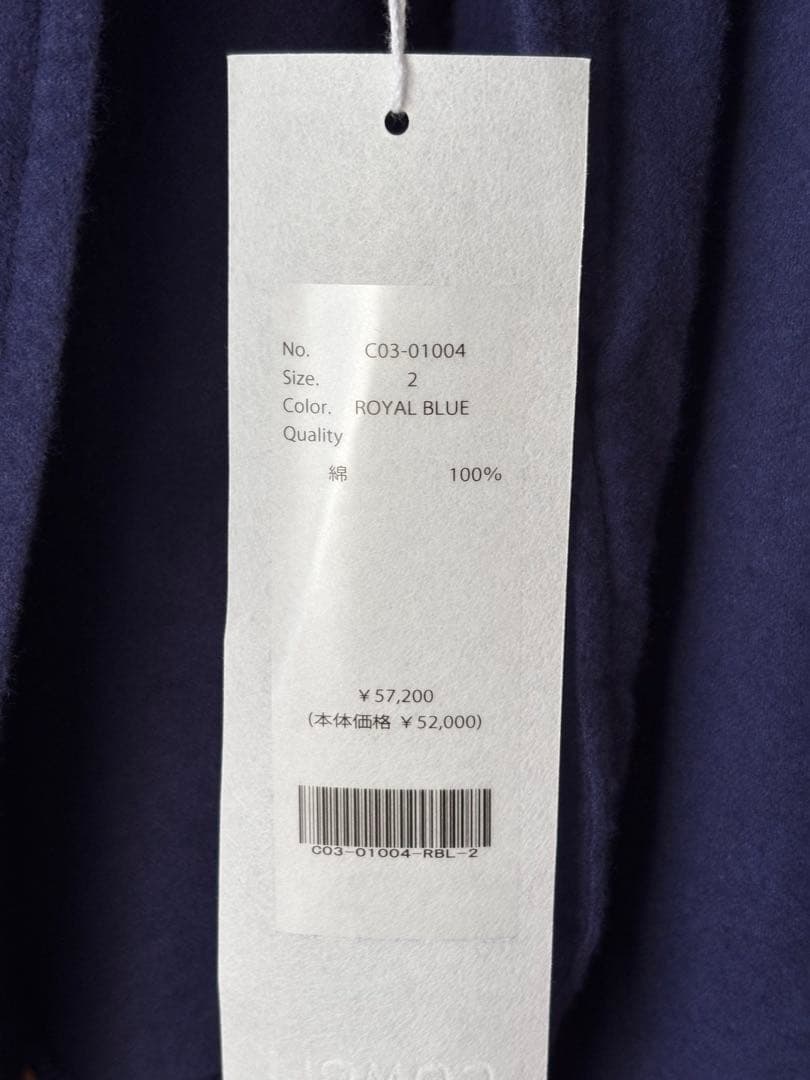 No. C03-01004
Size. 2
Color. ROYAL BLUE
Quality
綿 100%
￥57,200
(本体価格 ￥52,000)
C03-01004-RBL-2